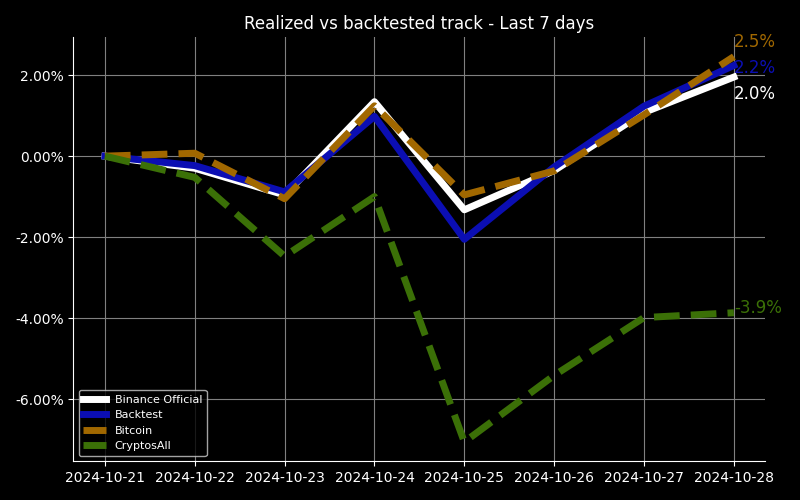 Realized vs backtested track - Last 7 days
2.5%
2.2%
2.0%
-3.9%
2.00%
0.00%
-2.00%
-4.00%
-6.00%
Binance Official
Backtest
Bitcoin
CryptosAll
2024-10-21 2024-10-22 2024-10-23 2024-10-24 2024-10-25 2024-10-26 2024-10-27 2024-10-28